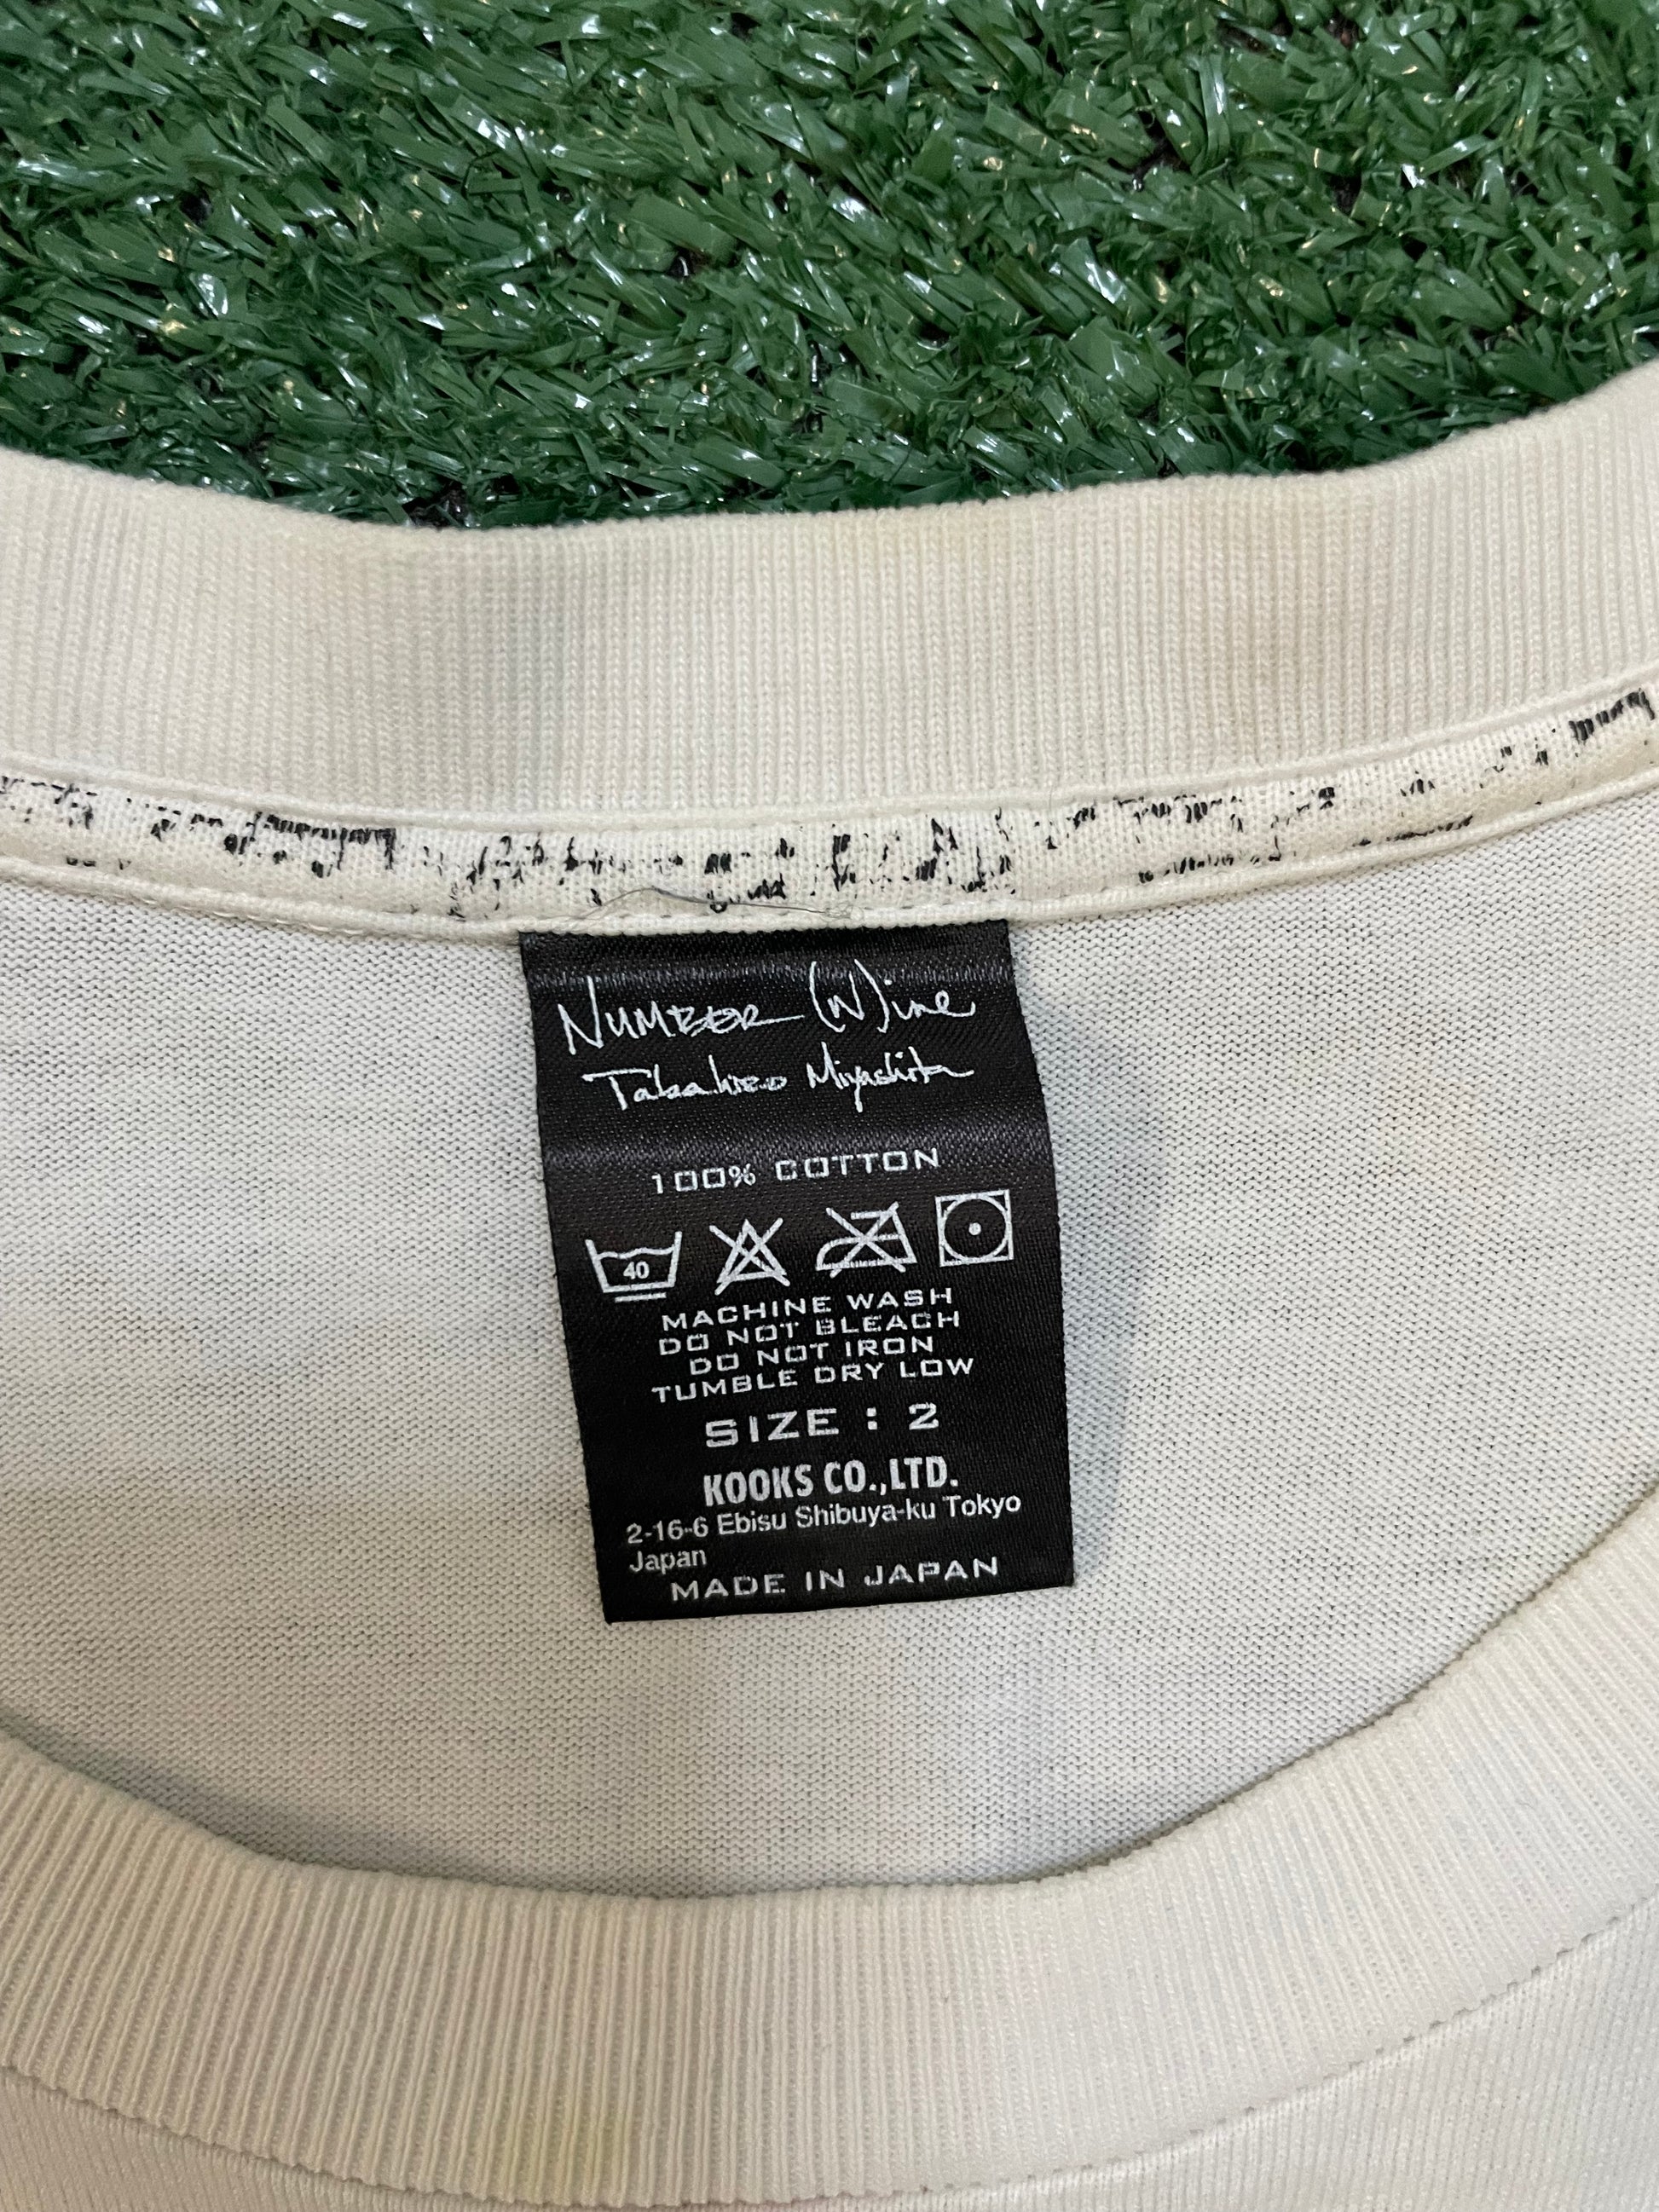 NUMBER (N)ine
Takahiro Miyashita
100% COTTON
40
MACHINE WASH
DO NOT BLEACH
DO NOT IRON
TUMBLE DRY LOW
SIZE : 2
KOOKS CO.,LTD.
2-16-6 Ebisu Shibuya-ku Tokyo
Japan
MADE IN JAPAN